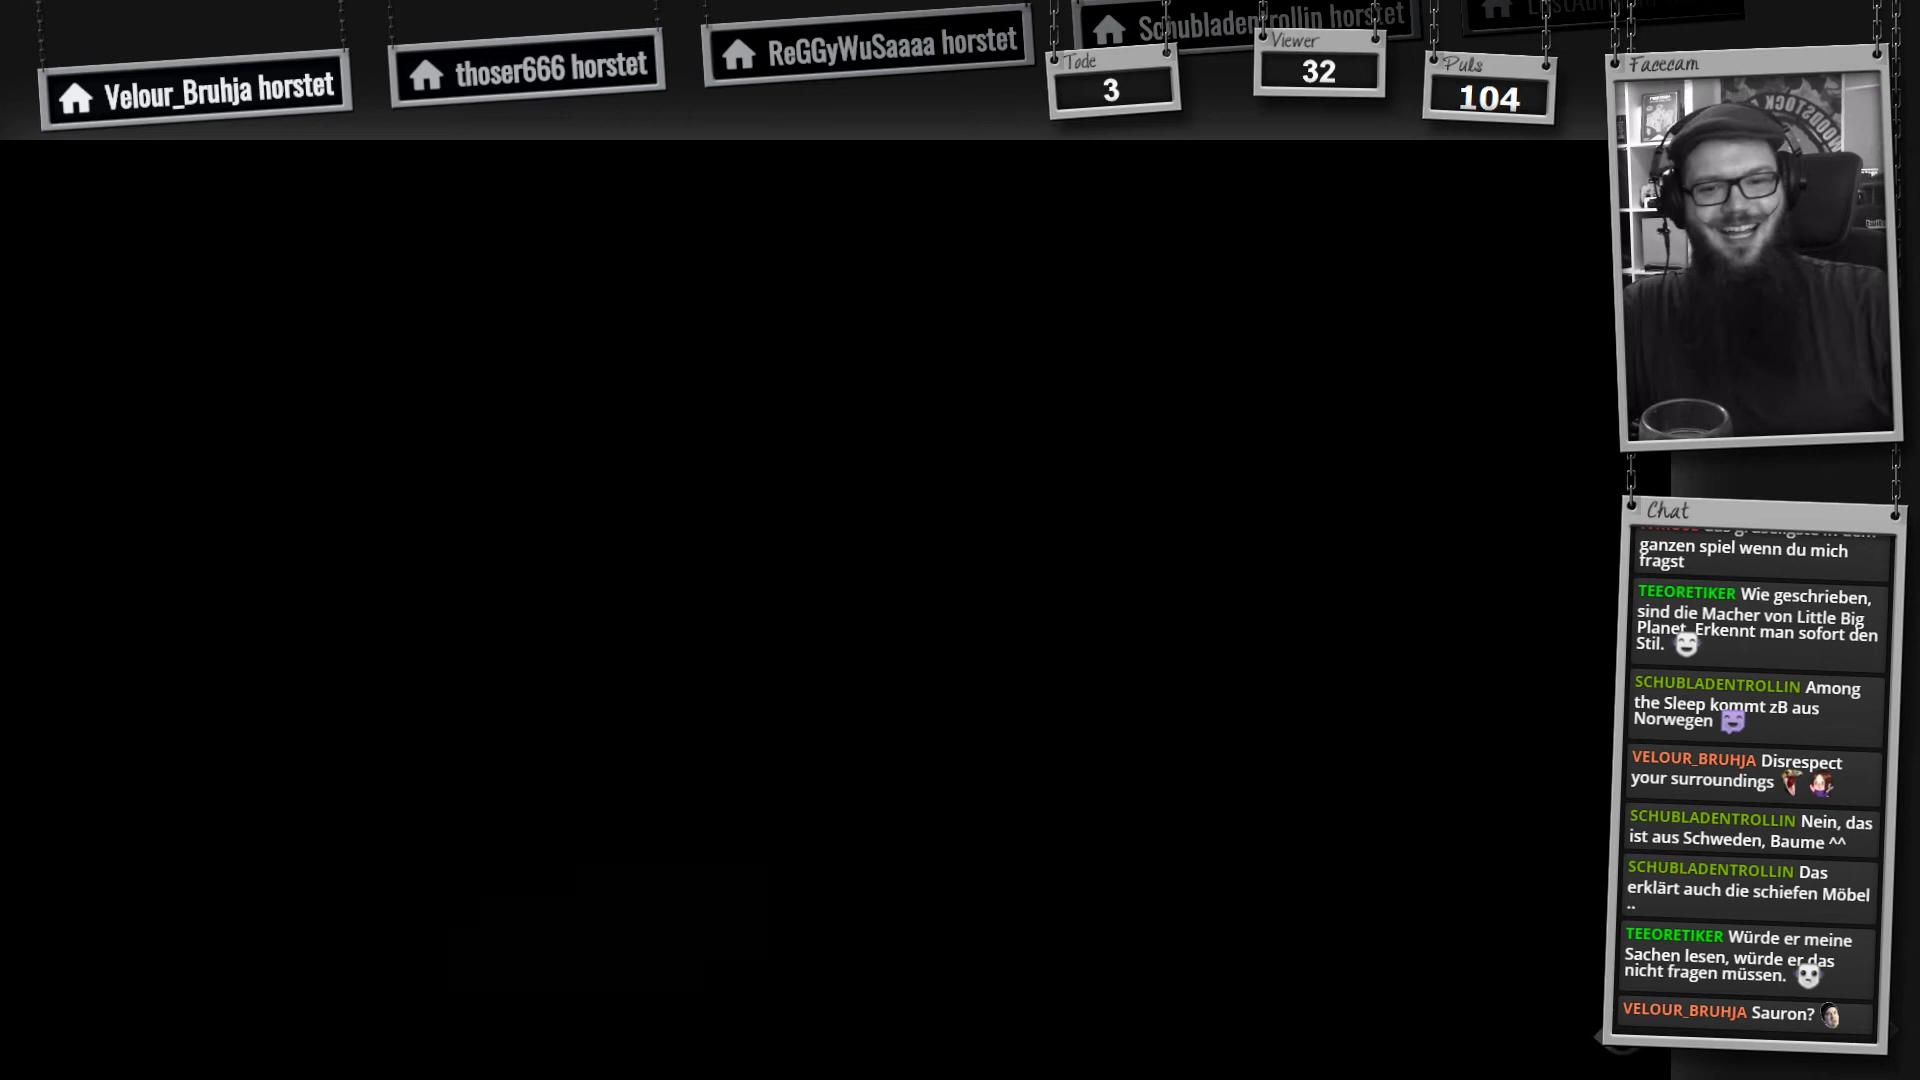 Velour_Bruhja horstet
thoser666 horstet
ReGGyWuSaaaa horstet
Schubladentrollin horstet
Tode
3
Viewer
32
Puls
104
Facecam
WOODSTOCK
Chat
ganzen spiel wenn du mich
fragst
TEEORETIKER Wie geschrieben,
sind die Macher von Little Big
Planet. Erkennt man sofort den
Stil.
SCHUBLADENTROLLIN Among
the Sleep kommt zB aus
Norwegen
VELOUR_BRUHJA Disrespect
your surroundings
SCHUBLADENTROLLIN Nein, das
ist aus Schweden, Baume ^^
SCHUBLADENTROLLIN Das
erklärt auch die schiefen Möbel
..
TEEORETIKER Würde er meine
Sachen lesen, würde er das
nicht fragen müssen.
VELOUR_BRUHJA Sauron?